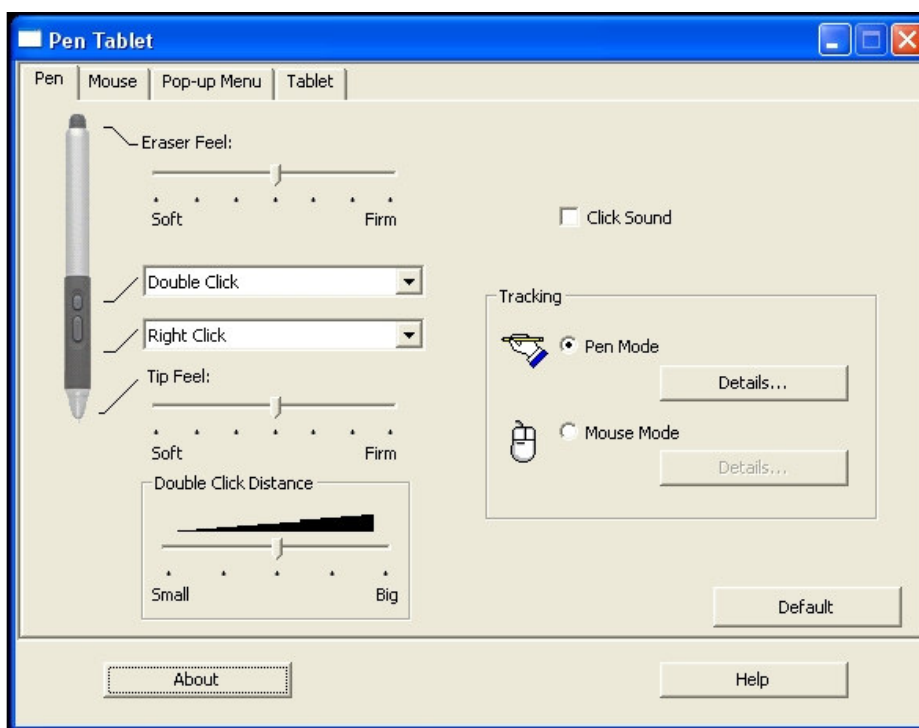 Pen Tablet
Pen Mouse Pop-up Menu Tablet
Eraser Feel:
Soft Firm
Click Sound
Double Click
Right Click
Tip Feel:
Soft Firm
Double Click Distance
Small Big
Tracking
Pen Mode
Details...
Mouse Mode
Details...
Default
About Help